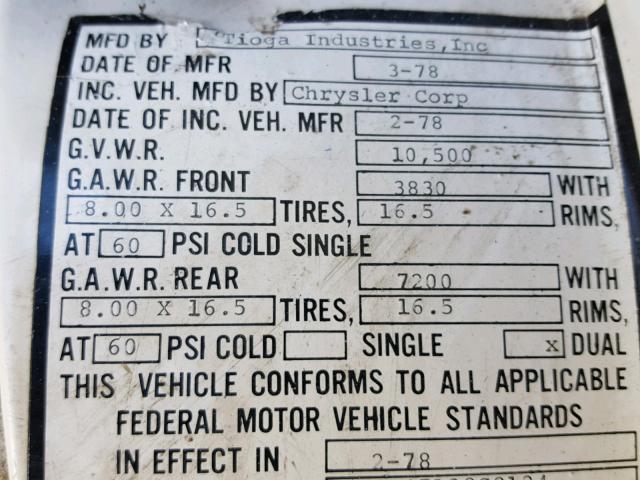 MFD BY Tioga Industries,Inc
DATE OF MFR 3-78
INC. VEH. MFD BY Chrysler Corp
DATE OF INC. VEH. MFR 2-78
G.V.W.R. 10,500
G.A.W.R. FRONT 3830 WITH
8.00 X 16.5 TIRES, 16.5 RIMS,
AT 60 PSI COLD SINGLE
G.A.W.R. REAR 7200 WITH
8.00 X 16.5 TIRES, 16.5 RIMS,
AT 60 PSI COLD SINGLE x DUAL
THIS VEHICLE CONFORMS TO ALL APPLICABLE
FEDERAL MOTOR VEHICLE STANDARDS
IN EFFECT IN 2-78